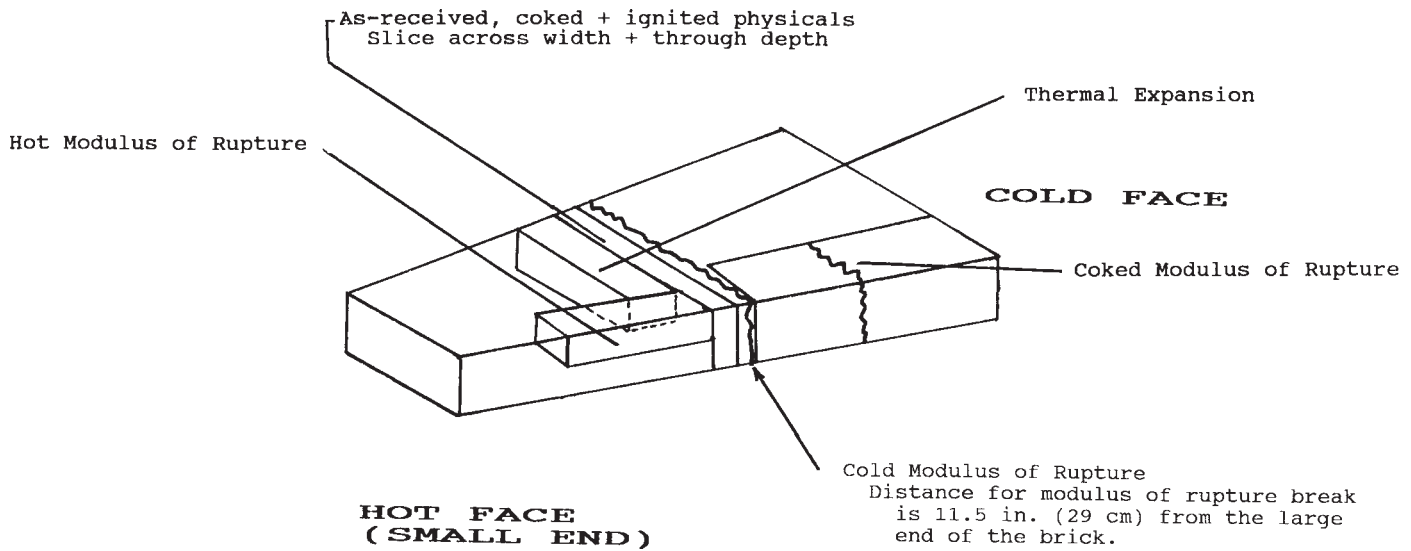 As-received, coked + ignited physicals
Slice across width + through depth
Thermal Expansion
Hot Modulus of Rupture
COLD FACE
Coked Modulus of Rupture
Cold Modulus of Rupture
Distance for modulus of rupture break
is 11.5 in. (29 cm) from the large
end of the brick.
HOT FACE
(SMALL END)